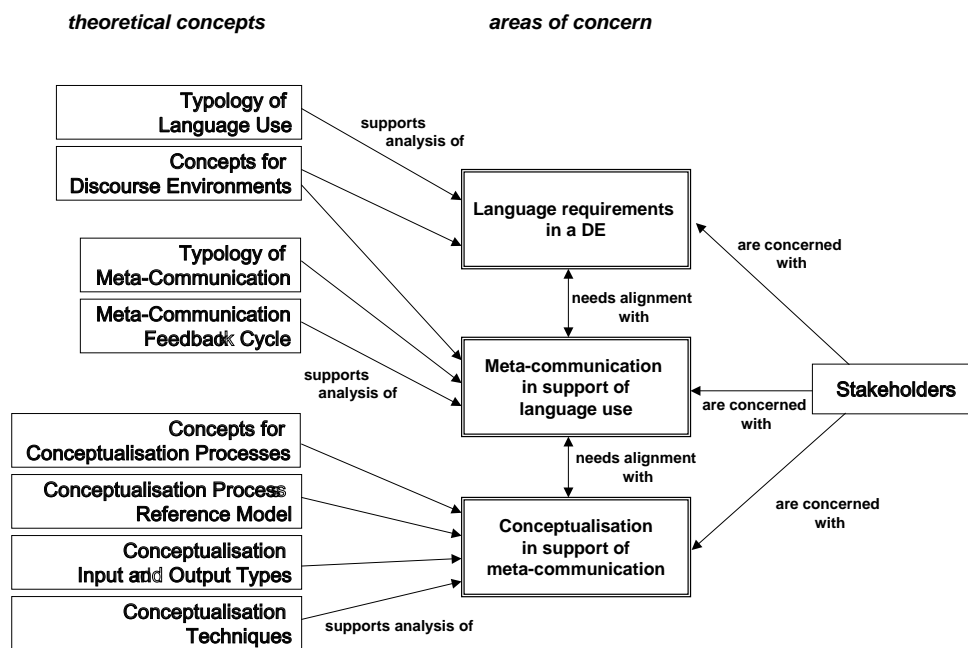 theoretical concepts
areas of concern
Typology of
Language Use
supports
analysis of
Concepts for
Discourse Environments
Language requirements
in a DE
are concerned
with
Typology of
Meta-Communication
needs alignment
with
Meta-Communication
Feedback Cycle
supports
analysis of
Meta-communication
in support of
language use
Stakeholders
are concerned
with
Concepts for
Conceptualisation Processes
needs alignment
with
Conceptualisation Process
Reference Model
Conceptualisation
in support of
meta-communication
are concerned
with
Conceptualisation
Input and Output Types
Conceptualisation
Techniques
supports analysis of